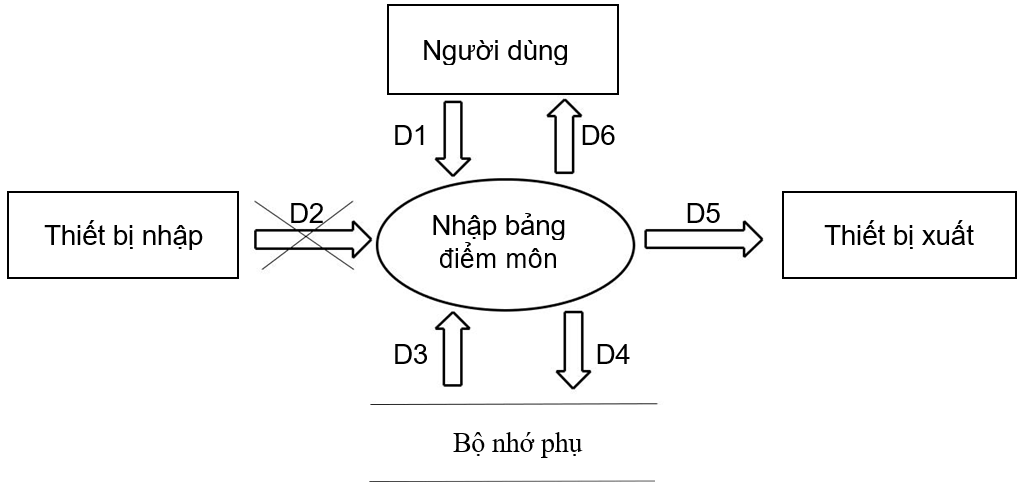 Người dùng
D1
D6
D2
D5
Thiết bị nhập
Nhập bảng
điểm môn
Thiết bị xuất
D3
D4
Bộ nhớ phụ